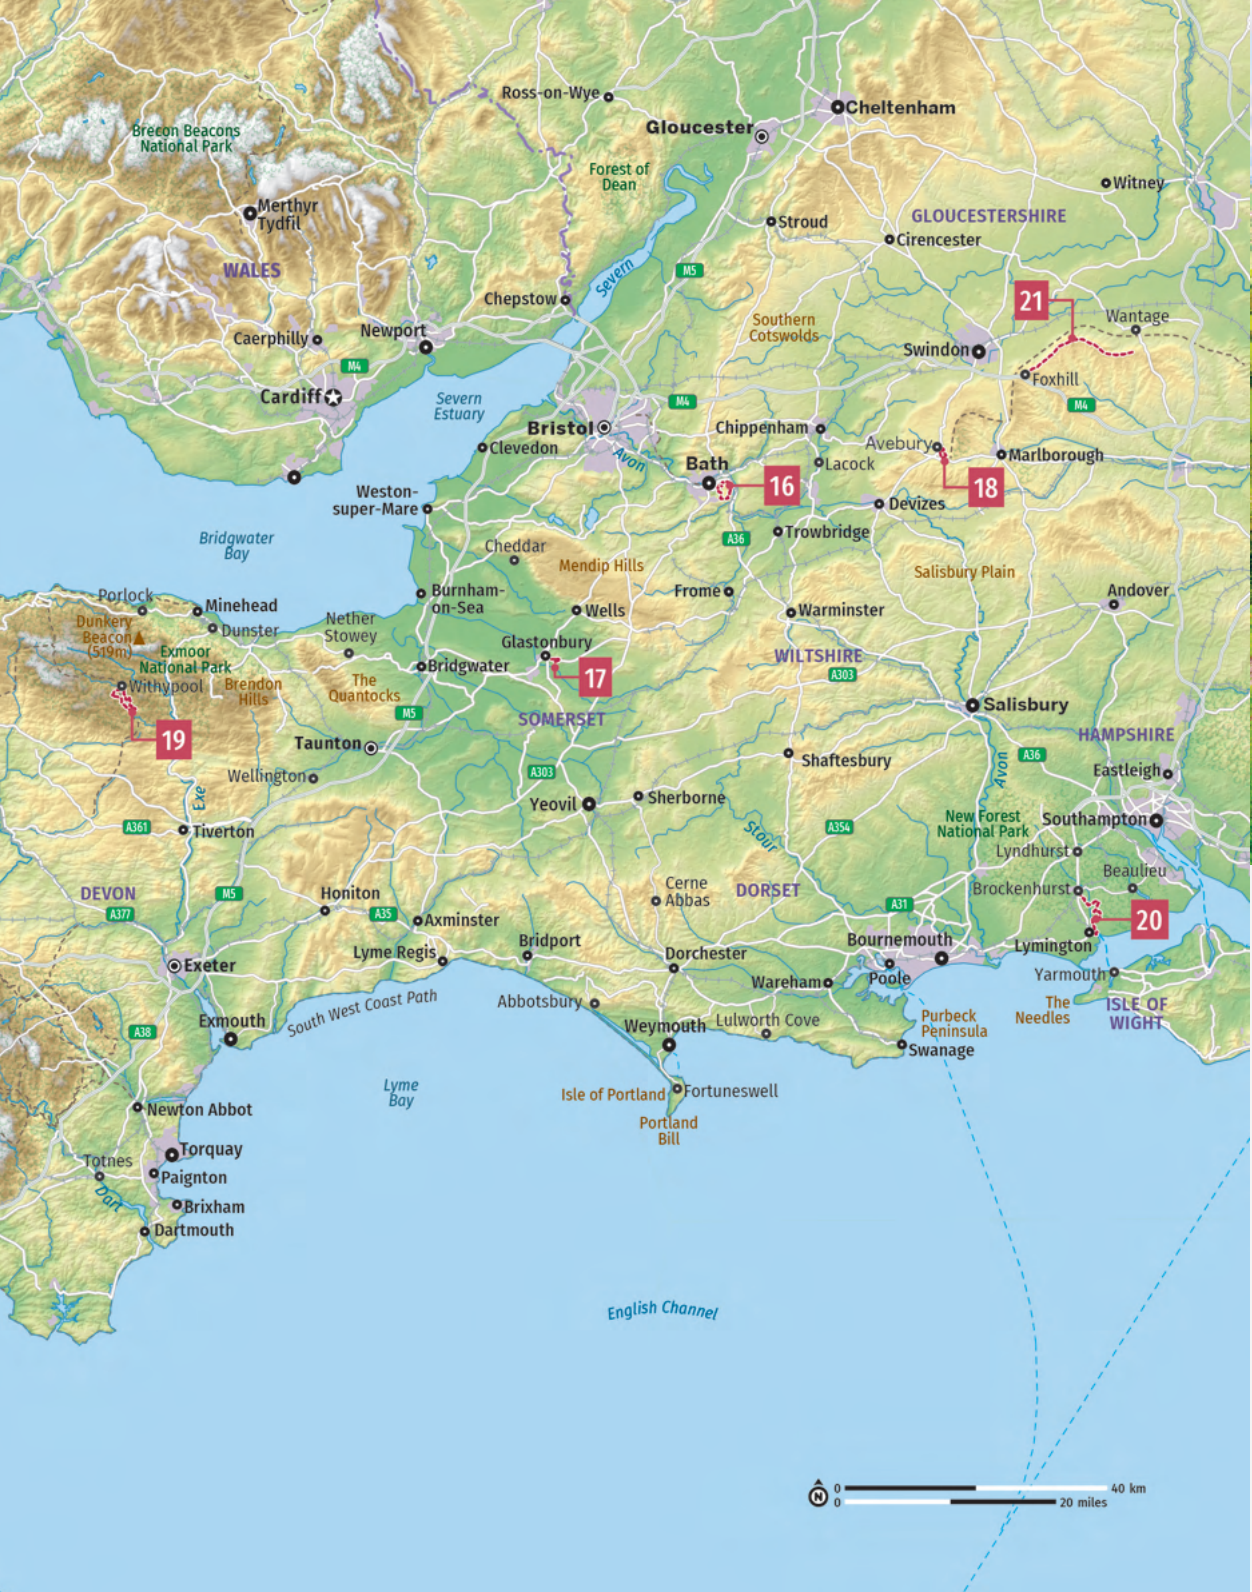 Ross-on-Wye
Cheltenham
Gloucester
Brecon Beacons
National Park
Forest of
Dean
Witney
Merthyr
Tydfil
Stroud
GLOUCESTERSHIRE
Cirencester
WALES
M5
Severn
Chepstow
21
Wantage
Southern
Cotswolds
Newport
Caerphilly
Swindon
M4
Foxhill
Cardiff
Severn
Estuary
M4
M4
Bristol
Chippenham
Avebury
Clevedon
Avon
Marlborough
Bath
Lacock
16
18
Weston-
super-Mare
Devizes
Trowbridge
Bridgwater
Bay
A36
Cheddar
Mendip Hills
Salisbury Plain
Porlock
Minehead
Burnham-
on-Sea
Frome
Andover
Wells
Warminster
Dunkery
Beacon
(519m)
Dunster
Nether
Stowey
Glastonbury
Exmoor
National Park
WILTSHIRE
Bridgwater
17
A303
Withypool
Brendon
Hills
The
Quantocks
Salisbury
M5
SOMERSET
19
HAMPSHIRE
Taunton
A36
Shaftesbury
Avon
Eastleigh
Wellington
A303
Exe
Yeovil
Sherborne
New Forest
National Park
Southampton
A361
Tiverton
Stour
A354
Lyndhurst
Beaulieu
DEVON
M5
Honiton
Cerne
Abbas
DORSET
Brockenhurst
A377
A35
Axminster
A31
20
Lyme Regis
Bridport
Bournemouth
Lymington
Exeter
Dorchester
Poole
Wareham
Yarmouth
South West Coast Path
Abbotsbury
The
Needles
ISLE OF
WIGHT
Exmouth
A38
Weymouth
Lulworth Cove
Purbeck
Peninsula
Swanage
Lyme
Bay
Isle of Portland
Fortuneswell
Newton Abbot
Portland
Bill
Torquay
Totnes
Paignton
Dart
Brixham
Dartmouth
English Channel
N
0
40 km
0
20 miles